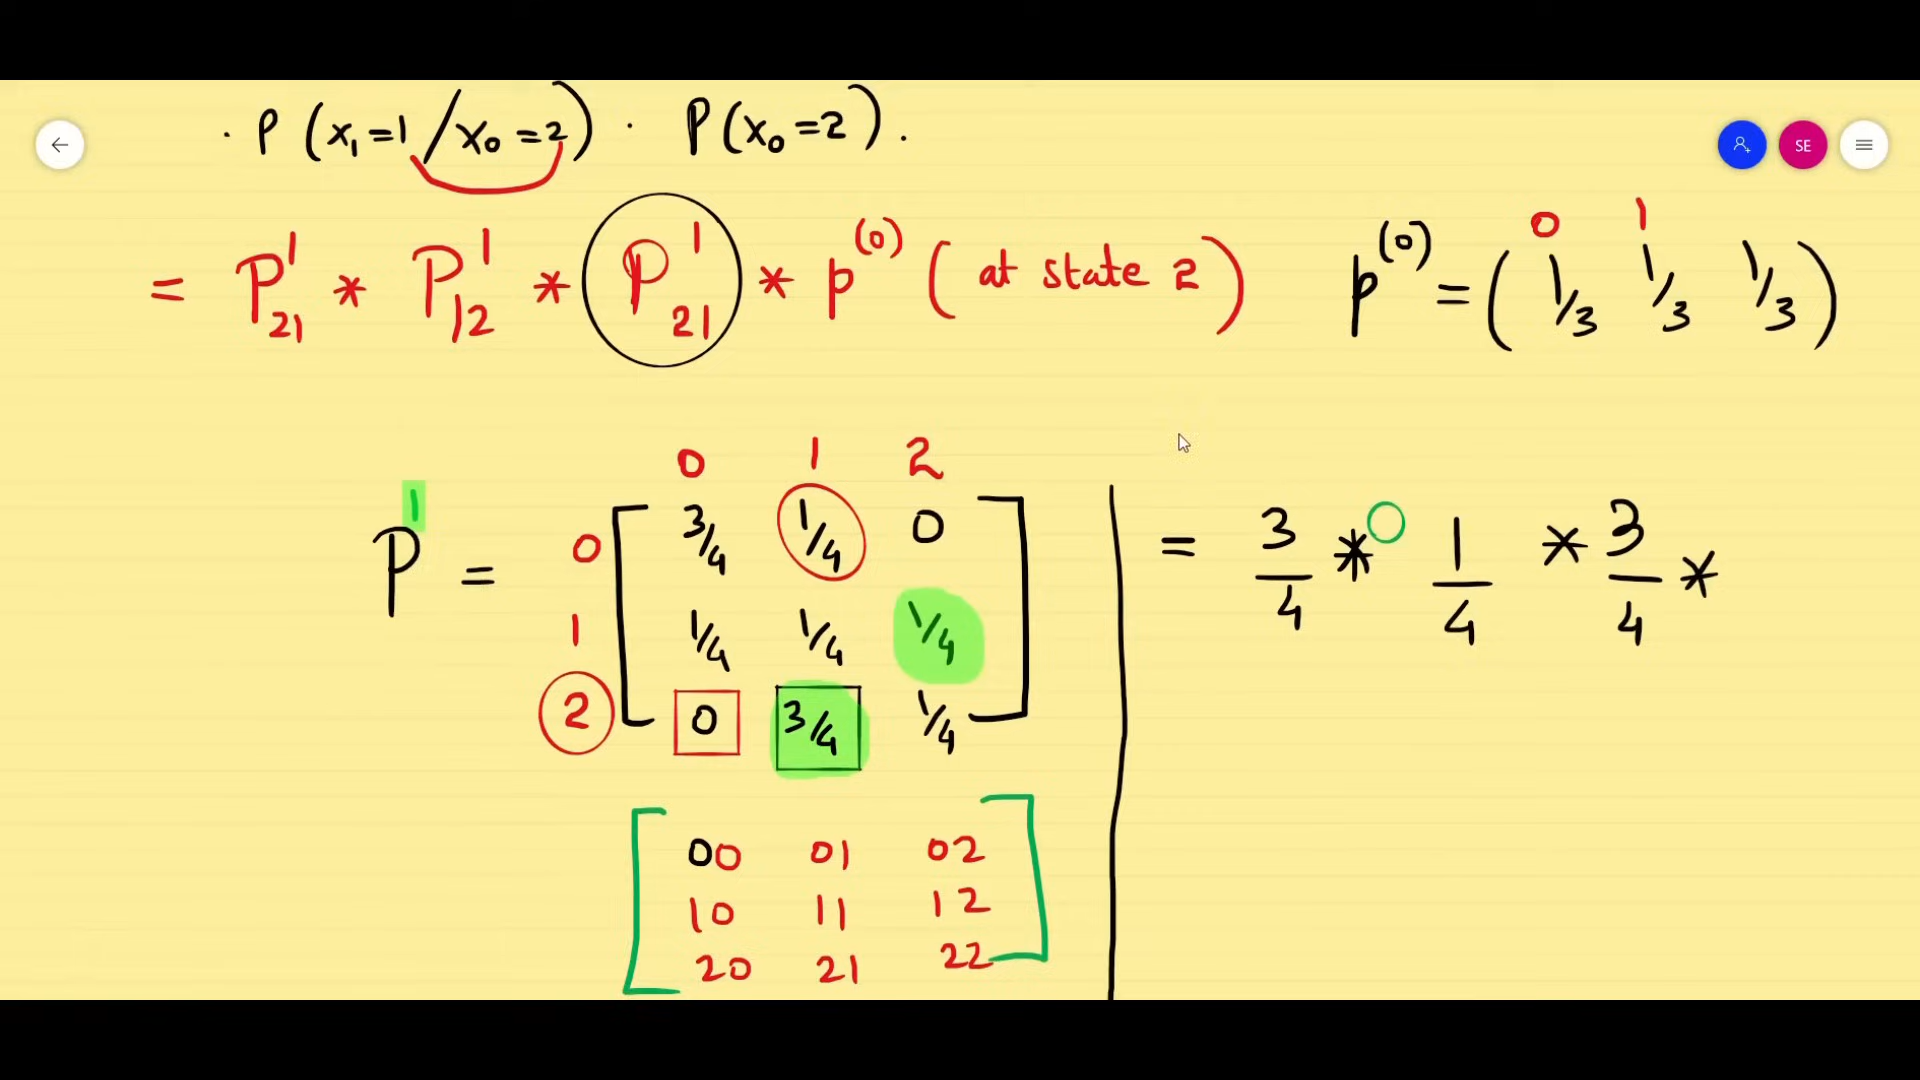 . P (x₁ = 1 / x₀ = 2) . P(x₀ = 2) .
SE
0 1
= P¹₂₁ * P¹₁₂ * P¹₂₁ * p⁽⁰⁾ ( at state 2 )
p⁽⁰⁾ = ( 1/3 1/3 1/3 )
0 1 2
P¹ =
0 [ 3/4 1/4 0
1 1/4 1/4 1/4
2 0 3/4 1/4 ]
= 3/4 * 1/4 * 3/4 *
[ 00 01 02
10 11 12
20 21 22 ]